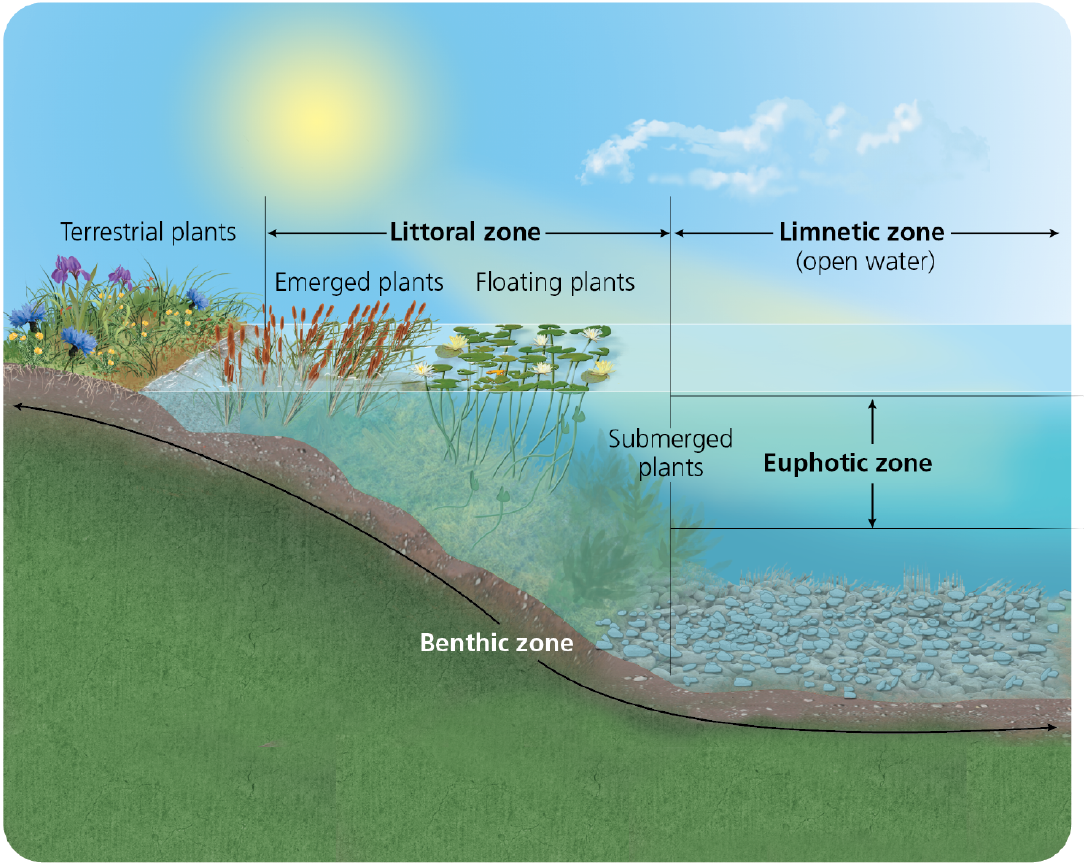 Terrestrial plants
Littoral zone
Limnetic zone
(open water)
Emerged plants
Floating plants
Submerged
plants
Euphotic zone
Benthic zone